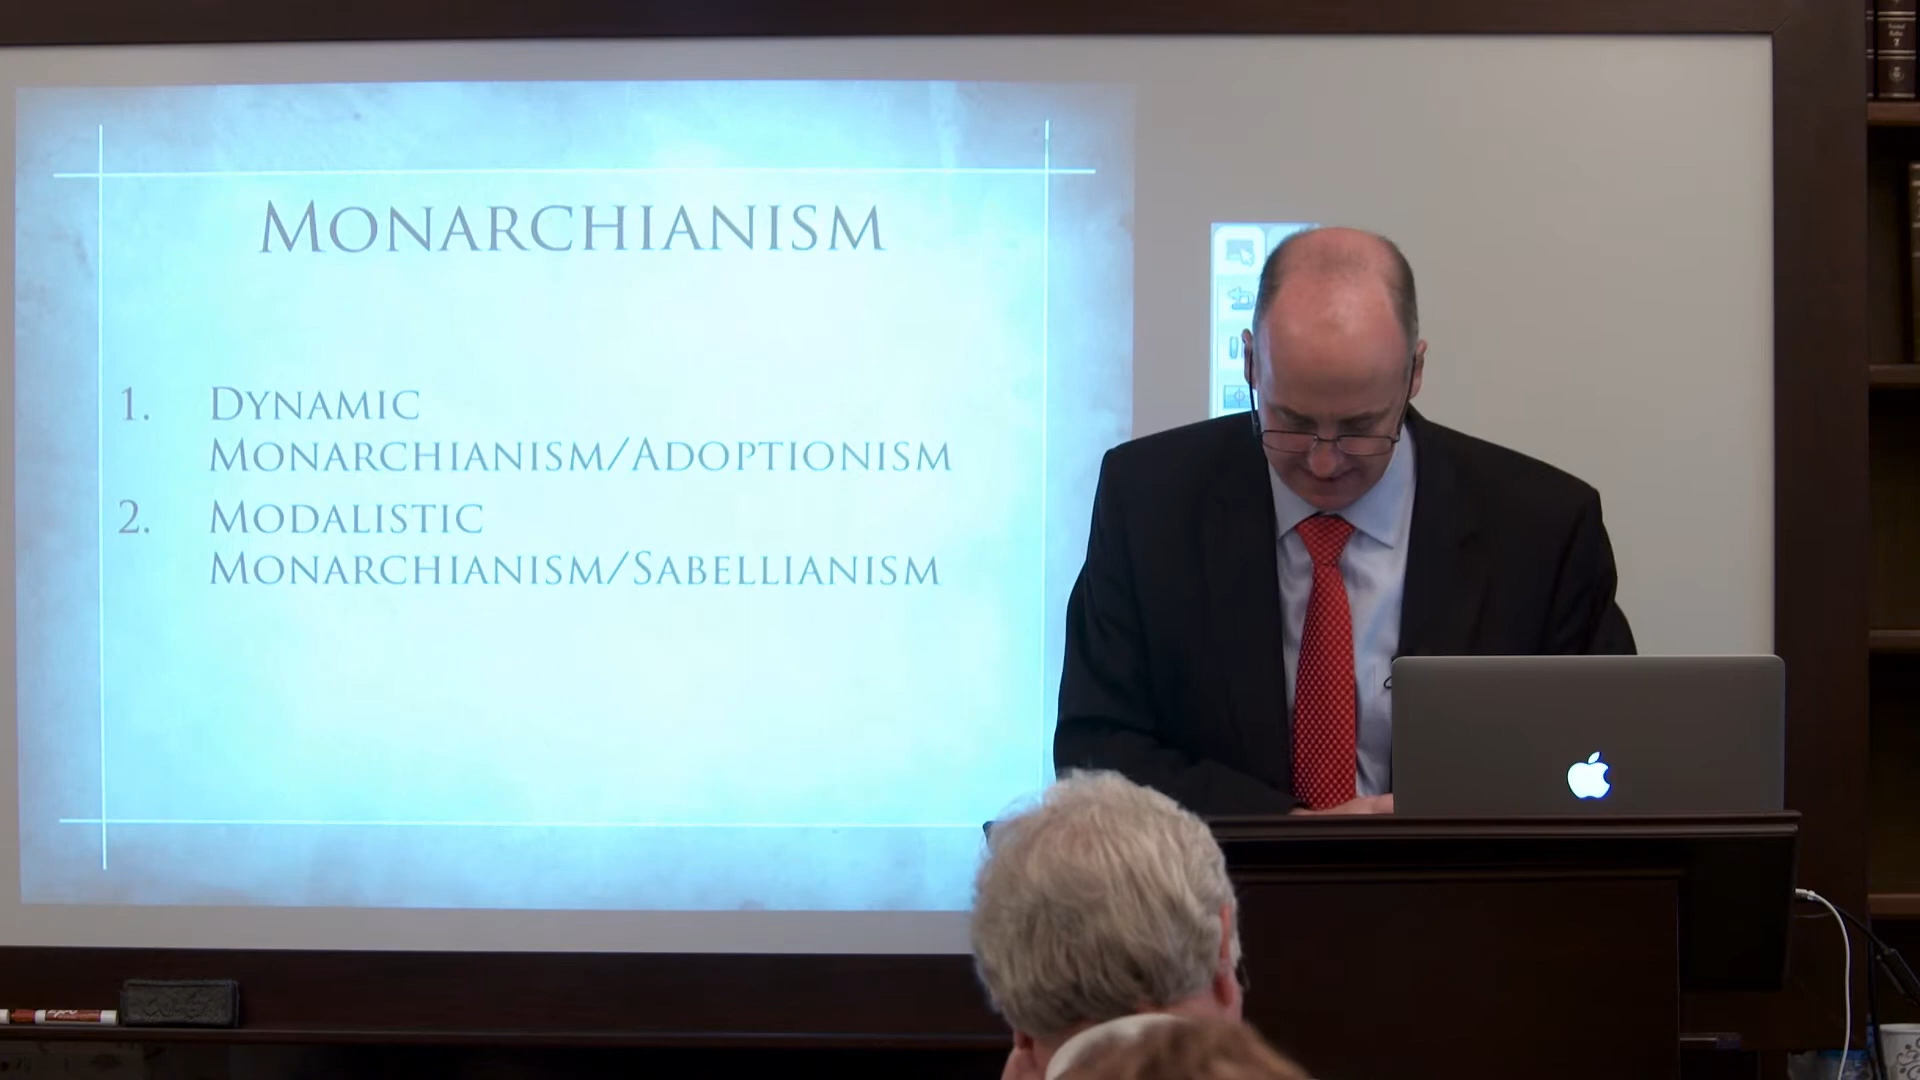 MONARCHIANISM
1. DYNAMIC
MONARCHIANISM/ADOPTIONISM
2. MODALISTIC
MONARCHIANISM/SABELLIANISM